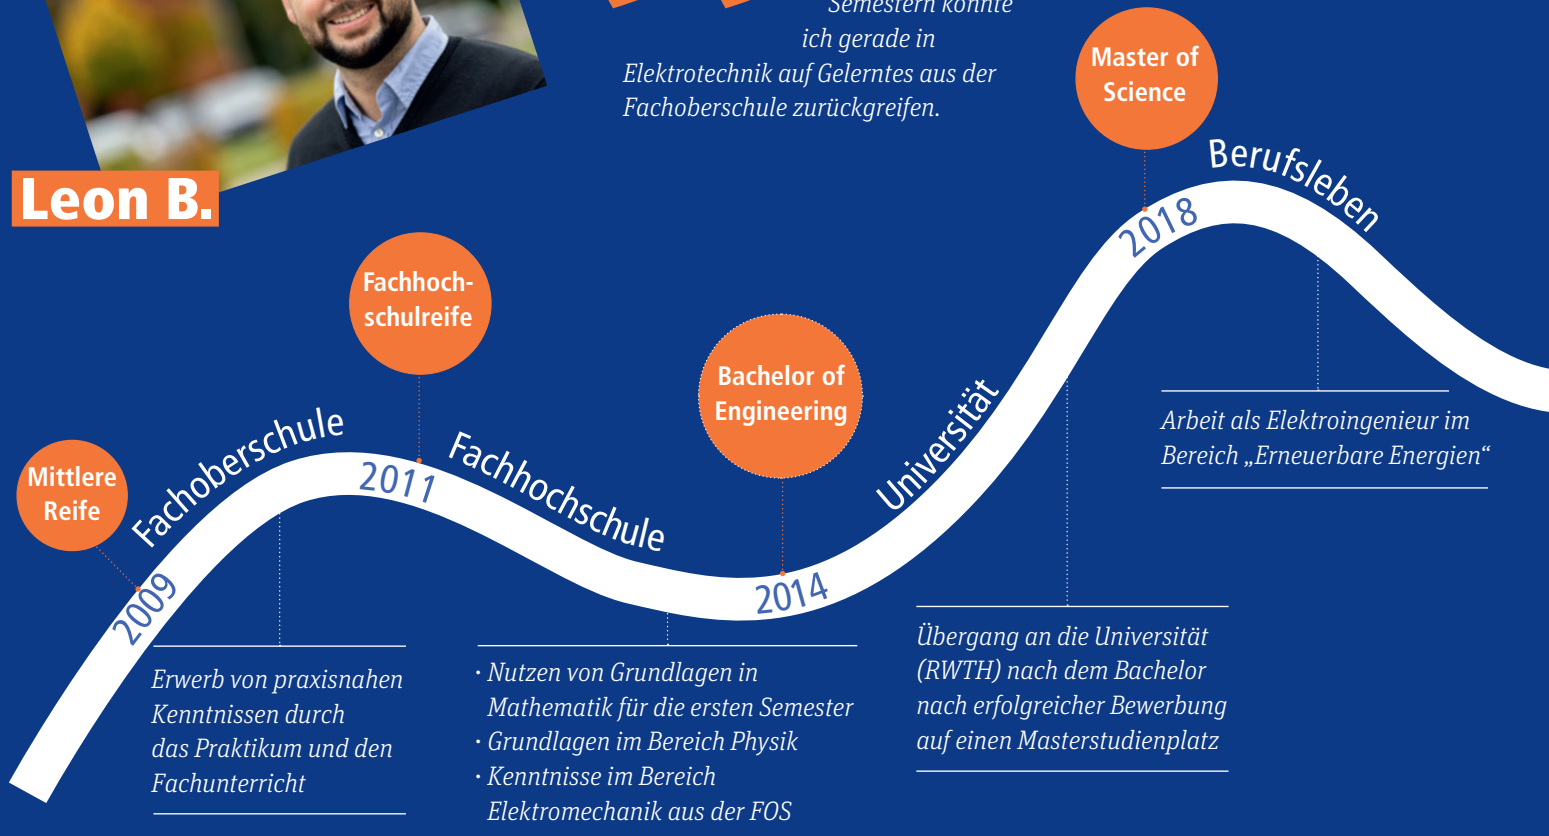 Semestern konnte
ich gerade in
Elektrotechnik auf Gelerntes aus der
Fachoberschule zurückgreifen.
Leon B.
Mittlere
Reife
2009
Fachoberschule
Erwerb von praxisnahen
Kenntnissen durch
das Praktikum und den
Fachunterricht
Fachhoch-
schulreife
2011
Fachhochschule
· Nutzen von Grundlagen in
Mathematik für die ersten Semester
· Grundlagen im Bereich Physik
· Kenntnisse im Bereich
Elektromechanik aus der FOS
Bachelor of
Engineering
2014
Universität
Übergang an die Universität
(RWTH) nach dem Bachelor
nach erfolgreicher Bewerbung
auf einen Masterstudienplatz
Master of
Science
2018
Berufsleben
Arbeit als Elektroingenieur im
Bereich „Erneuerbare Energien“